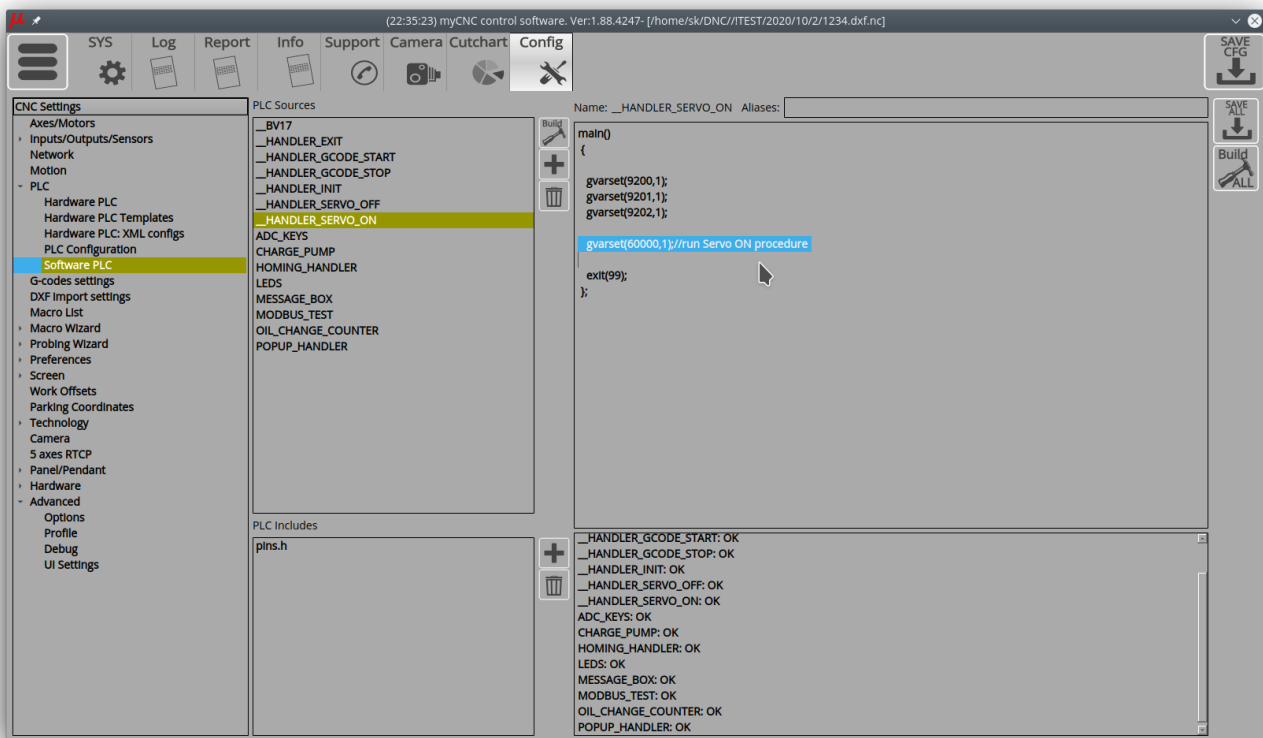 (22:35:23) myCNC control software. Ver:1.88.4247- [/home/sk/DNC//!TEST/2020/10/2/1234.dxf.nc]
SYS Log Report Info Support Camera Cutchart Config
SAVE
CFG
CNC Settings
Axes/Motors
Inputs/Outputs/Sensors
Network
Motion
PLC
Hardware PLC
Hardware PLC Templates
Hardware PLC: XML configs
PLC Configuration
Software PLC
G-codes settings
DXF Import settings
Macro List
Macro Wizard
Probing Wizard
Preferences
Screen
Work Offsets
Parking Coordinates
Technology
Camera
5 axes RTCP
Panel/Pendant
Hardware
Advanced
Options
Profile
Debug
UI Settings
PLC Sources
__BV17
__HANDLER_EXIT
__HANDLER_GCODE_START
__HANDLER_GCODE_STOP
__HANDLER_INIT
__HANDLER_SERVO_OFF
__HANDLER_SERVO_ON
ADC_KEYS
CHARGE_PUMP
HOMING_HANDLER
LEDS
MESSAGE_BOX
MODBUS_TEST
OIL_CHANGE_COUNTER
POPUP_HANDLER
Build
PLC Includes
pins.h
Name: __HANDLER_SERVO_ON Aliases:
main()
{
gvarset(9200,1);
gvarset(9201,1);
gvarset(9202,1);
gvarset(60000,1);//run Servo ON procedure
exit(99);
};
__HANDLER_GCODE_START: OK
__HANDLER_GCODE_STOP: OK
__HANDLER_INIT: OK
__HANDLER_SERVO_OFF: OK
__HANDLER_SERVO_ON: OK
ADC_KEYS: OK
CHARGE_PUMP: OK
HOMING_HANDLER: OK
LEDS: OK
MESSAGE_BOX: OK
MODBUS_TEST: OK
OIL_CHANGE_COUNTER: OK
POPUP_HANDLER: OK
SAVE
ALL
Build
ALL